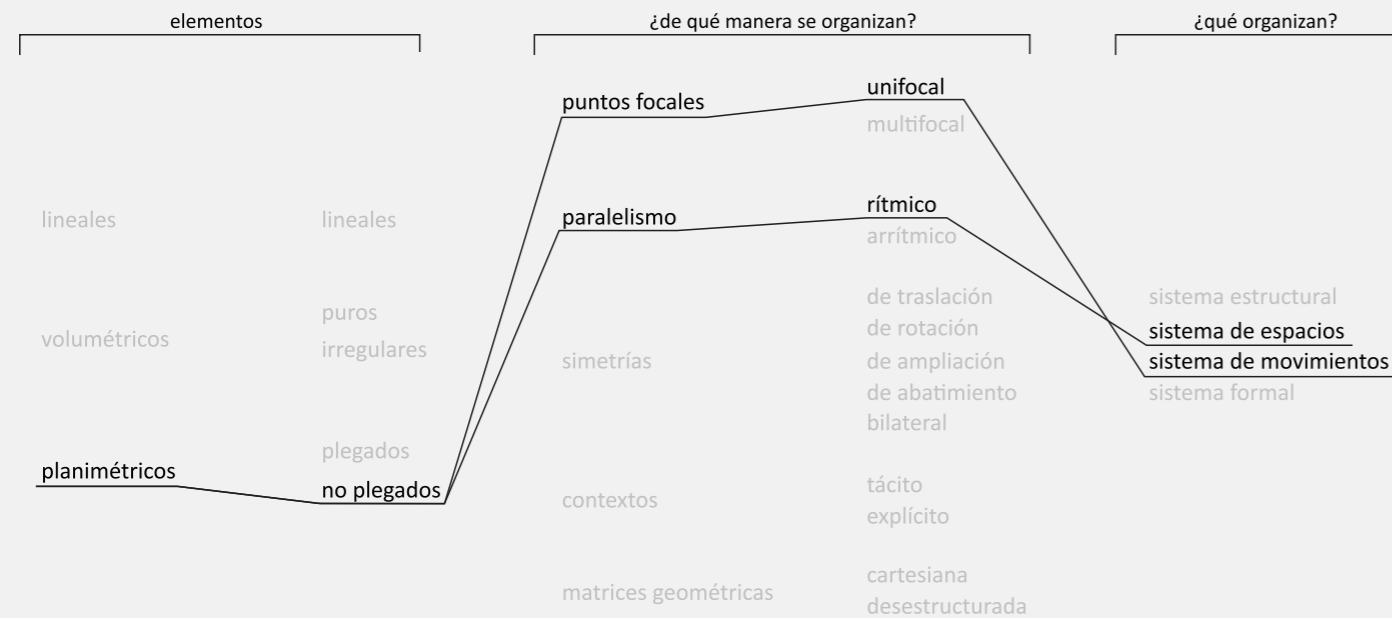 elementos
¿de qué manera se organizan?
¿qué organizan?
puntos focales
unifocal
multifocal
lineales
lineales
paralelismo
rítmico
arrítmico
volumétricos
puros
irregulares
simetrías
de traslación
de rotación
de ampliación
de abatimiento
bilateral
sistema estructural
sistema de espacios
sistema de movimientos
sistema formal
planimétricos
plegados
no plegados
contextos
tácito
explícito
matrices geométricas
cartesiana
desestructurada